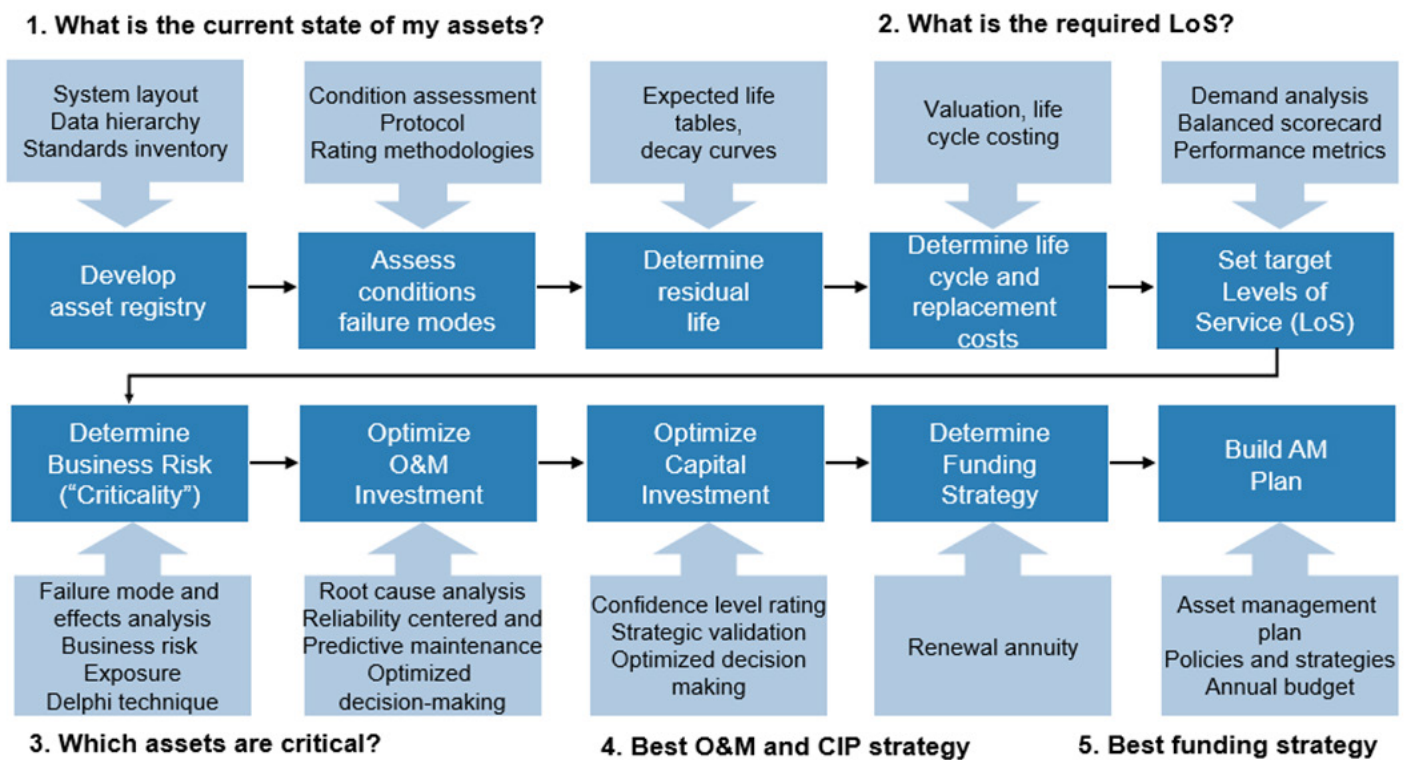 1. What is the current state of my assets?
2. What is the required LoS?
System layout
Data hierarchy
Standards inventory
Condition assessment
Protocol
Rating methodologies
Expected life
tables,
decay curves
Valuation, life
cycle costing
Demand analysis
Balanced scorecard
Performance metrics
Develop
asset registry
Assess
conditions
failure modes
Determine
residual
life
Determine life
cycle and
replacement
costs
Set target
Levels of
Service (LoS)
Determine
Business Risk
(“Criticality”)
Optimize
O&M
Investment
Optimize
Capital
Investment
Determine
Funding
Strategy
Build AM
Plan
Failure mode and
effects analysis
Business risk
Exposure
Delphi technique
Root cause analysis
Reliability centered and
Predictive maintenance
Optimized
decision-making
Confidence level rating
Strategic validation
Optimized decision
making
Renewal annuity
Asset management
plan
Policies and strategies
Annual budget
3. Which assets are critical?
4. Best O&M and CIP strategy
5. Best funding strategy